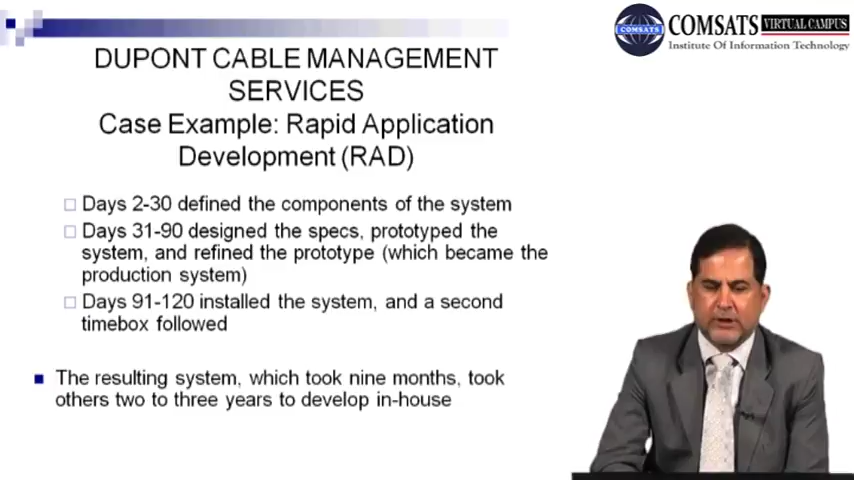 COMSATS VIRTUAL CAMPUS
COMSATS
Institute Of Information Technology
DUPONT CABLE MANAGEMENT
SERVICES
Case Example: Rapid Application
Development (RAD)
Days 2-30 defined the components of the system
Days 31-90 designed the specs, prototyped the
system, and refined the prototype (which became the
production system)
Days 91-120 installed the system, and a second
timebox followed
The resulting system, which took nine months, took
others two to three years to develop in-house